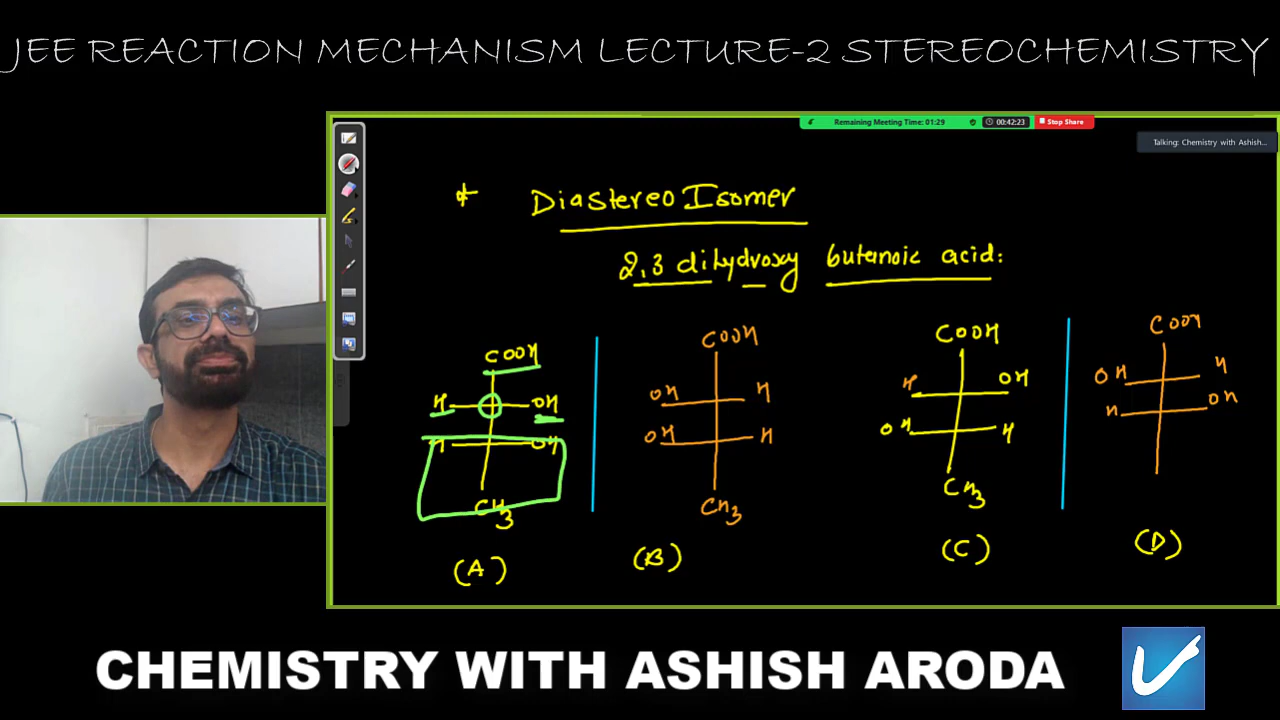 JEE REACTION MECHANISM LECTURE-2 STEREOCHEMISTRY
Remaining Meeting Time: 01:29
00:42:23
Stop Share
Talking: Chemistry with Ashish...
* DiastereoIsomer
2,3 dihydroxy butanoic acid:
COOH
H OH
H OH
CH3
(A)
COOH
OH H
OH H
CH3
(B)
COOH
H OH
OH H
CH3
(C)
COOH
OH H
H OH
(D)
CHEMISTRY WITH ASHISH ARODA